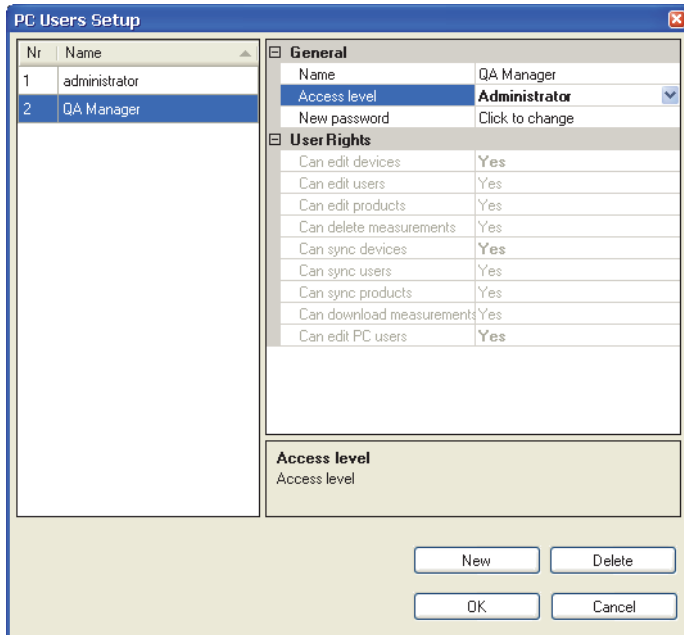 PC Users Setup
Nr Name
1 administrator
2 QA Manager
General
Name QA Manager
Access level Administrator
New password Click to change
User Rights
Can edit devices Yes
Can edit users Yes
Can edit products Yes
Can delete measurements Yes
Can sync devices Yes
Can sync users Yes
Can sync products Yes
Can download measurements Yes
Can edit PC users Yes
Access level
Access level
New Delete
OK Cancel